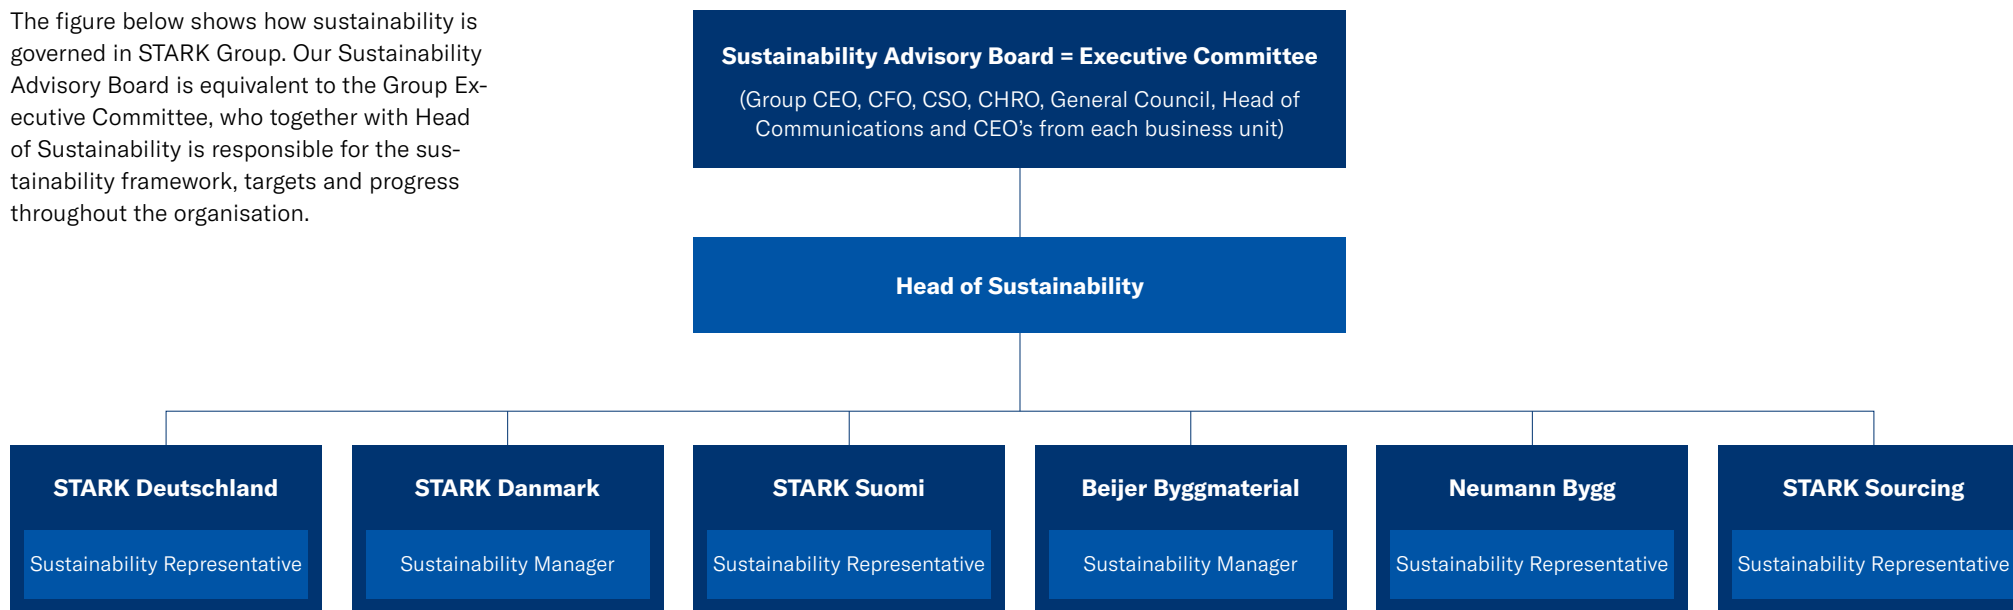 The figure below shows how sustainability is
governed in STARK Group. Our Sustainability
Advisory Board is equivalent to the Group Ex-
ecutive Committee, who together with Head
of Sustainability is responsible for the sus-
tainability framework, targets and progress
throughout the organisation.
Sustainability Advisory Board = Executive Committee
(Group CEO, CFO, CSO, CHRO, General Council, Head of
Communications and CEO’s from each business unit)
Head of Sustainability
STARK Deutschland
Sustainability Representative
STARK Danmark
Sustainability Manager
STARK Suomi
Sustainability Representative
Beijer Byggmaterial
Sustainability Manager
Neumann Bygg
Sustainability Representative
STARK Sourcing
Sustainability Representative